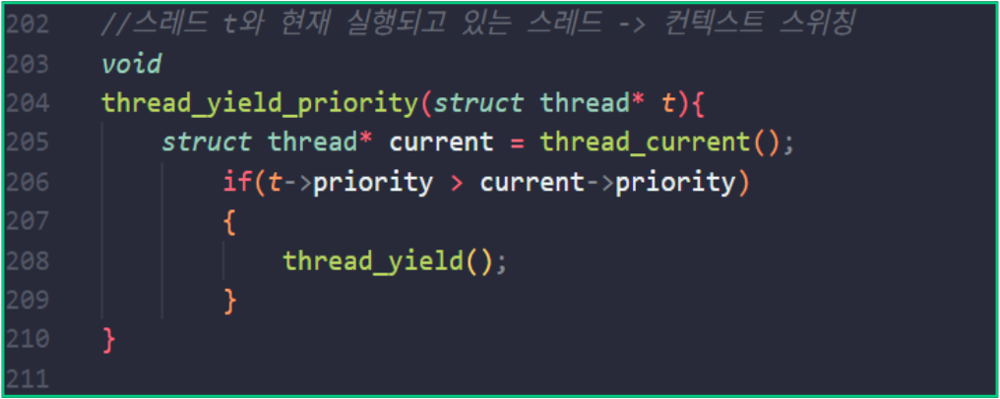 202 //스레드 t와 현재 실행되고 있는 스레드 -> 컨텍스트 스위칭
203 void
204 thread_yield_priority(struct thread* t){
205 struct thread* current = thread_current();
206 if(t->priority > current->priority)
207 {
208 thread_yield();
209 }
210 }
211